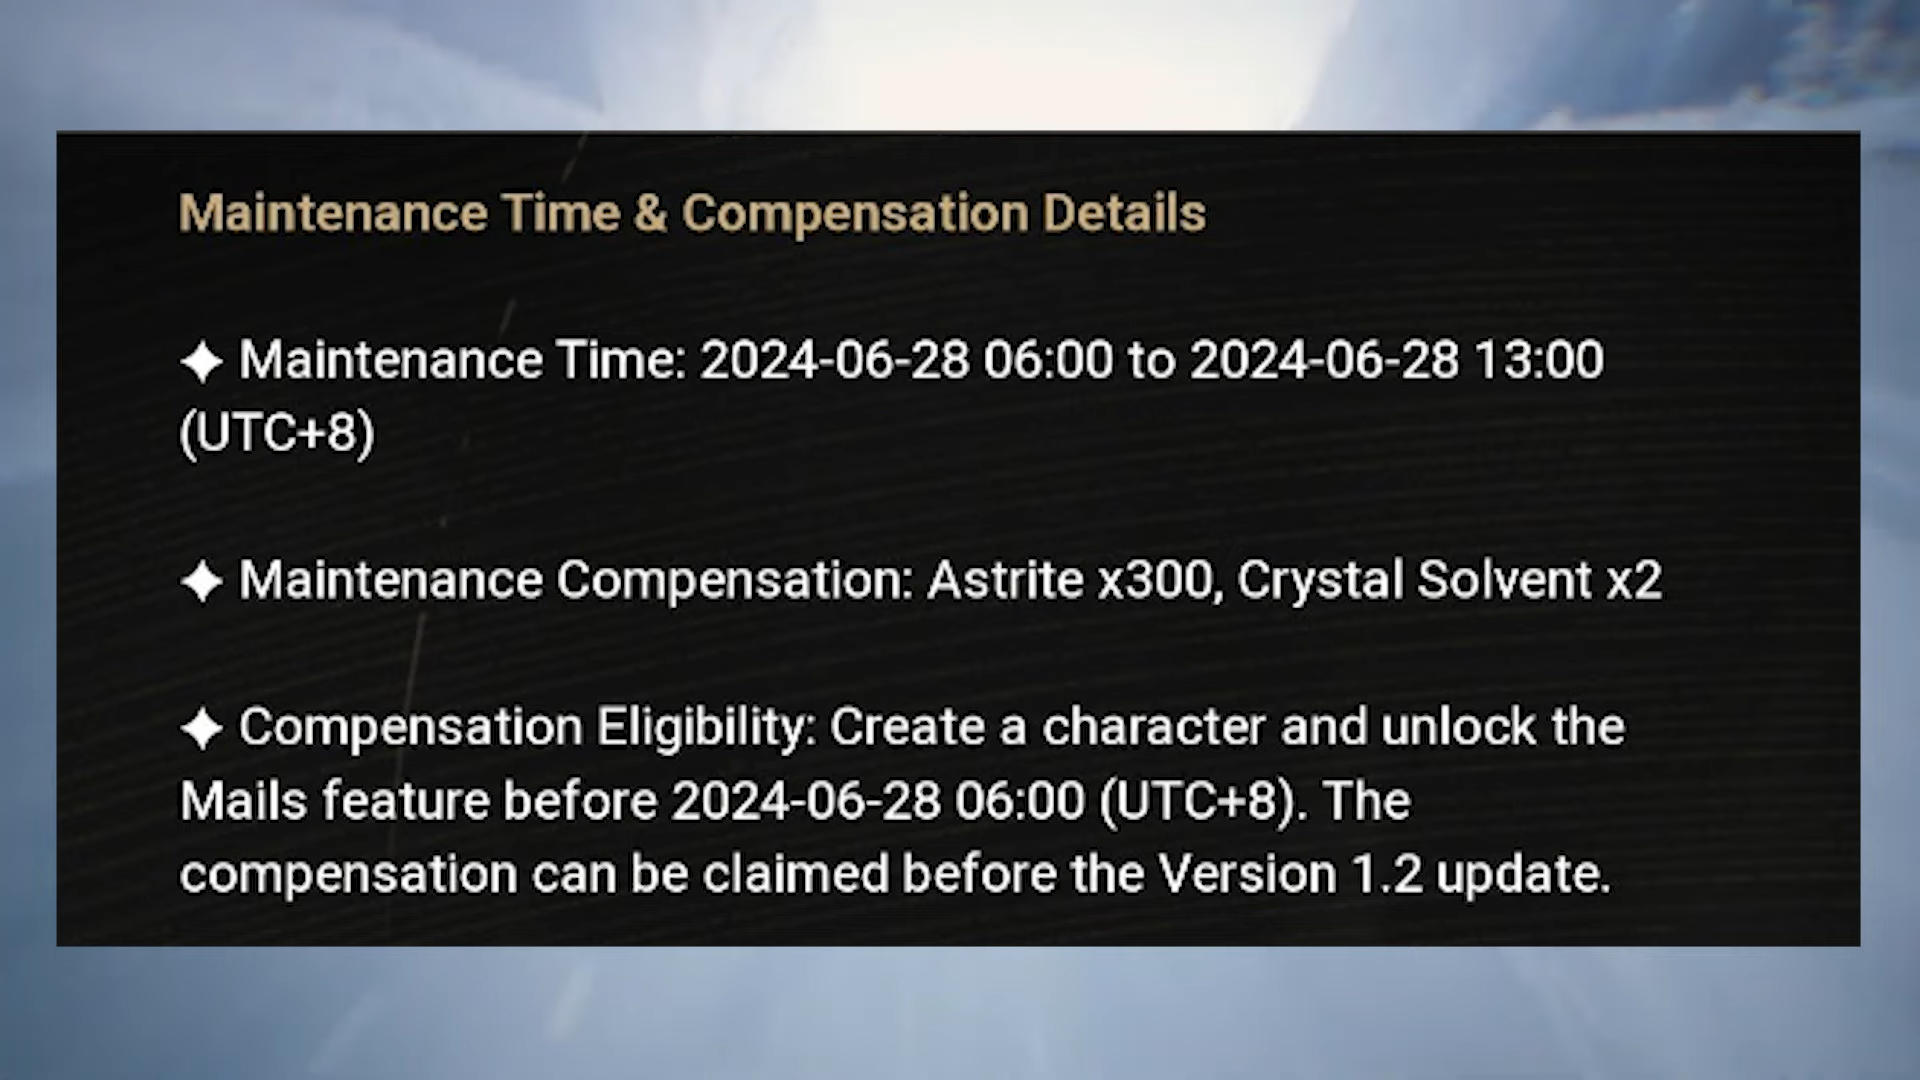 Maintenance Time & Compensation Details
✦ Maintenance Time: 2024-06-28 06:00 to 2024-06-28 13:00
(UTC+8)
✦ Maintenance Compensation: Astrite x300, Crystal Solvent x2
✦ Compensation Eligibility: Create a character and unlock the
Mails feature before 2024-06-28 06:00 (UTC+8). The
compensation can be claimed before the Version 1.2 update.